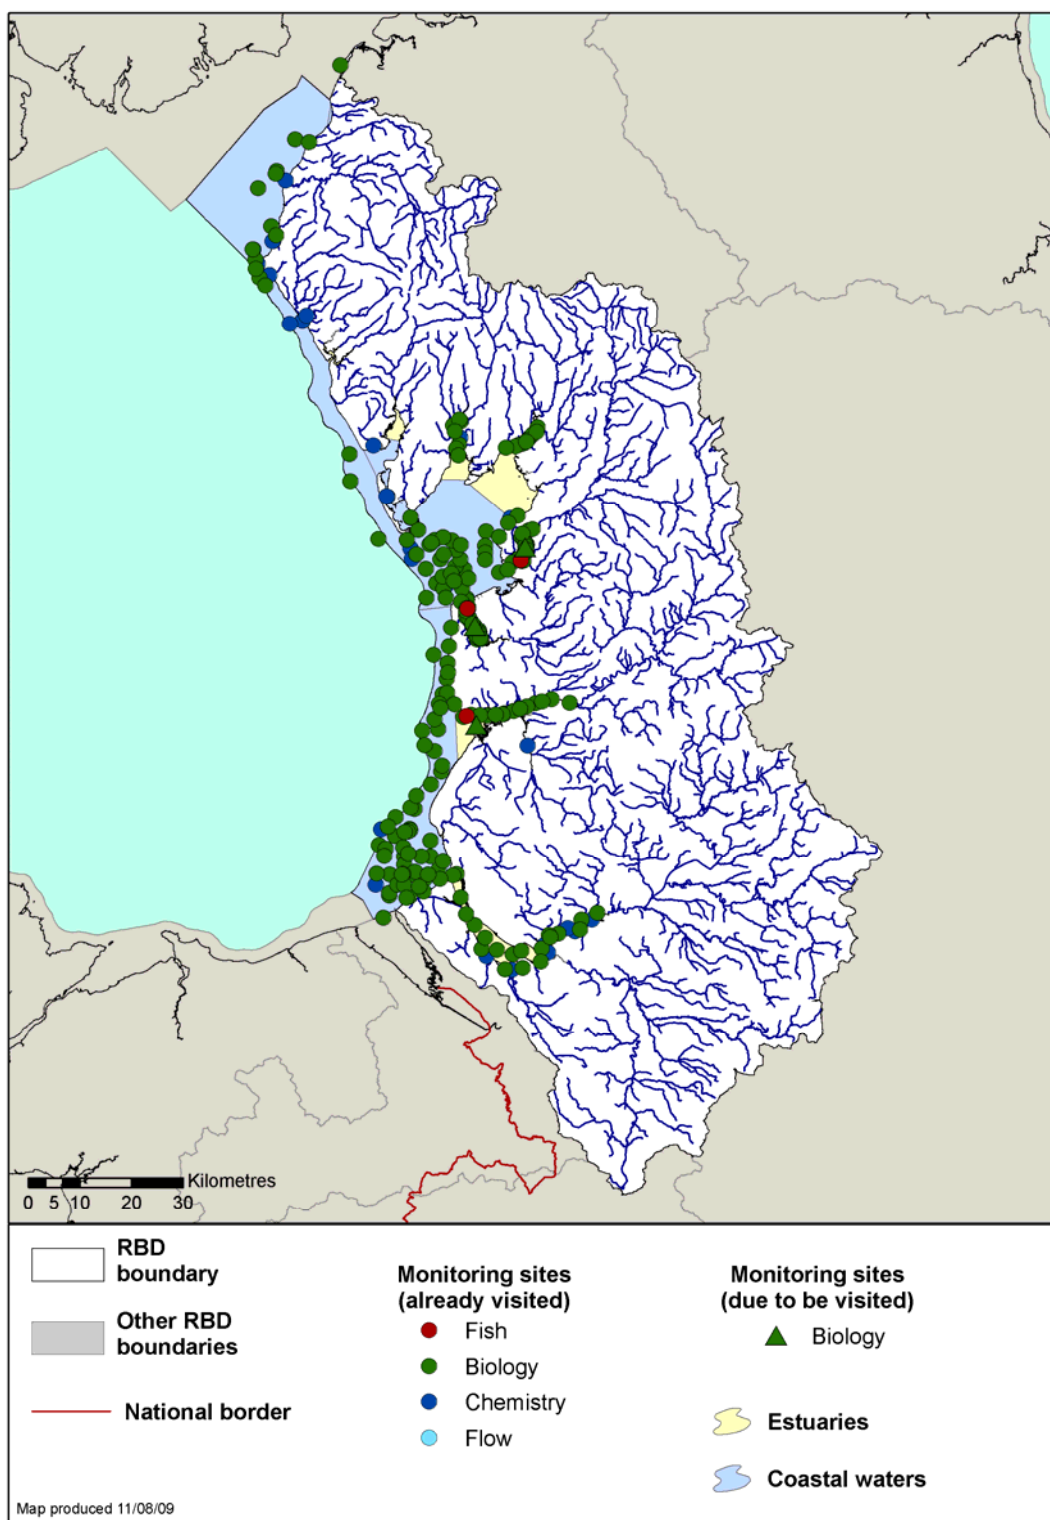 Kilometres
0 5 10 20 30
RBD
boundary
Other RBD
boundaries
National border
Monitoring sites
(already visited)
Fish
Biology
Chemistry
Flow
Monitoring sites
(due to be visited)
Biology
Estuaries
Coastal waters
Map produced 11/08/09